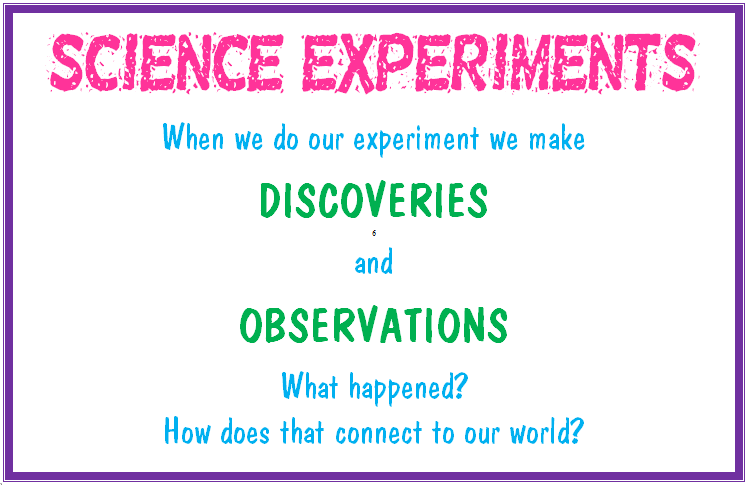 SCIENCE EXPERIMENTS
When we do our experiment we make
DISCOVERIES
6
and
OBSERVATIONS
What happened?
How does that connect to our world?